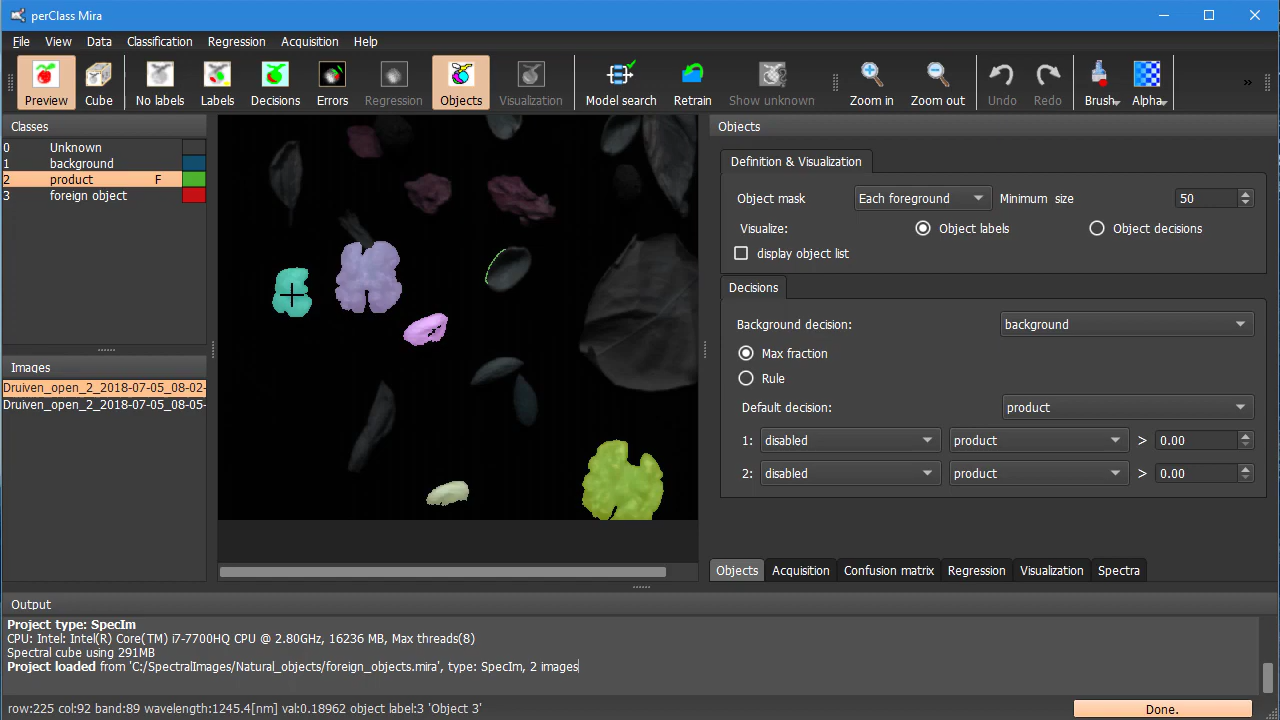 perClass Mira
File View Data Classification Regression Acquisition Help
Preview Cube No labels Labels Decisions Errors Regression Objects Visualization Model search Retrain Show unknown Zoom in Zoom out Undo Redo Brush Alpha »
Classes
0 Unknown
1 background
2 product F
3 foreign object
Images
Druiven_open_2_2018-07-05_08-02-
Druiven_open_2_2018-07-05_08-05-
Objects
Definition & Visualization
Object mask Each foreground Minimum size 50
Visualize: Object labels Object decisions
display object list
Decisions
Background decision: background
Max fraction
Rule
Default decision: product
1: disabled product > 0.00
2: disabled product > 0.00
Objects Acquisition Confusion matrix Regression Visualization Spectra
Output
Project type: SpecIm
CPU: Intel: Intel(R) Core(TM) i7-7700HQ CPU @ 2.80GHz, 16236 MB, Max threads(8)
Spectral cube using 291MB
Project loaded from 'C:/SpectralImages/Natural_objects/foreign_objects.mira', type: SpecIm, 2 images
row:225 col:92 band:89 wavelength:1245.4[nm] val:0.18962 object label:3 'Object 3'
Done.